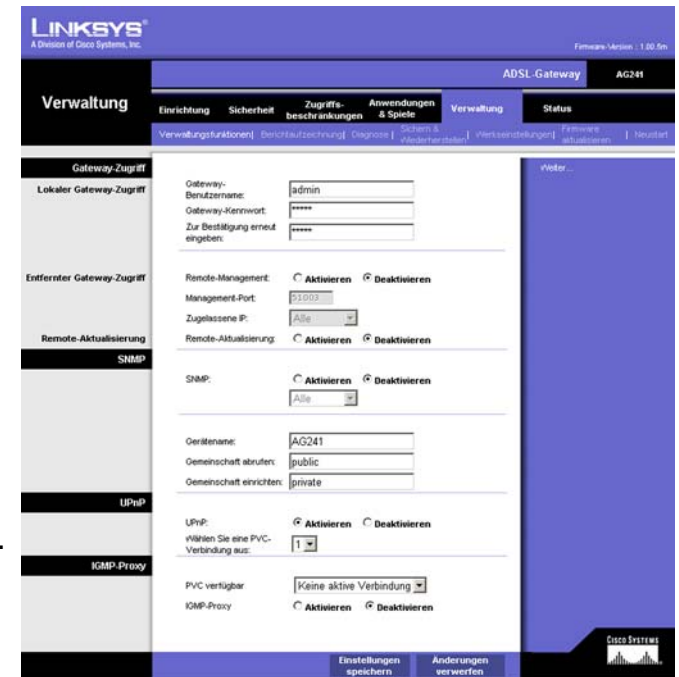 LINKSYS®
A Division of Cisco Systems, Inc.
Firmware-Version : 1.00.5m
ADSL-Gateway AG241
Verwaltung
Einrichtung Sicherheit Zugriffs-beschränkungen Anwendungen & Spiele Verwaltung Status
Verwaltungsfunktionen | Berichtaufzeichnung | Diagnose | Sichern & Wiederherstellen | Werkseinstellungen | Firmware aktualisieren | Neustart
Gateway-Zugriff
Weiter...
Lokaler Gateway-Zugriff
Gateway-Benutzername: admin
Gateway-Kennwort: *****
Zur Bestätigung erneut eingeben: *****
Entfernter Gateway-Zugriff
Remote-Management: Aktivieren Deaktivieren
Management-Port: 51003
Zugelassene IP: Alle
Remote-Aktualisierung
Remote-Aktualisierung: Aktivieren Deaktivieren
SNMP
SNMP: Aktivieren Deaktivieren
Alle
Gerätename: AG241
Gemeinschaft abrufen: public
Gemeinschaft einrichten: private
UPnP
UPnP: Aktivieren Deaktivieren
Wählen Sie eine PVC-Verbindung aus: 1
.
IGMP-Proxy
PVC verfügbar Keine aktive Verbindung
IGMP-Proxy Aktivieren Deaktivieren
CISCO SYSTEMS
Einstellungen speichern Änderungen verwerfen